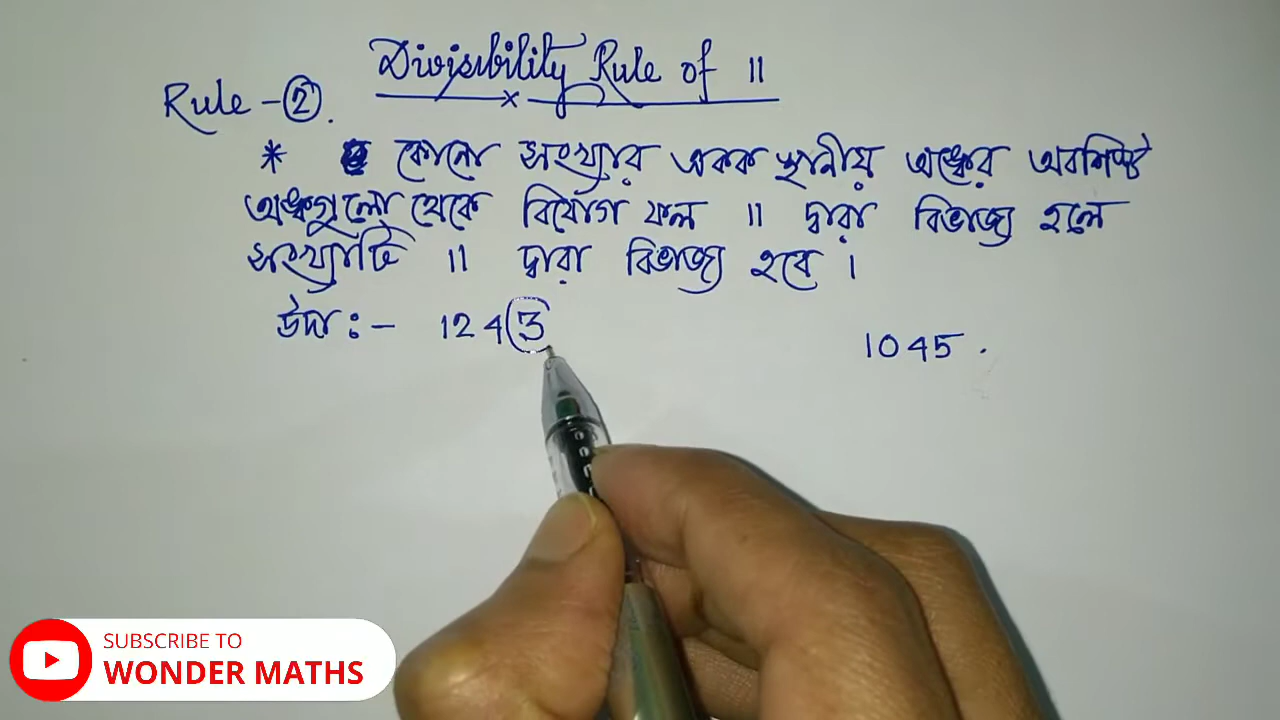 Divisibility Rule of 11
Rule - 2.
* কোনো সংখ্যার একক স্থানীয় অঙ্কের অবশিষ্ট
অঙ্কগুলো থেকে বিয়োগ ফল 11 দ্বারা বিভাজ্য হলে
সংখ্যাটি 11 দ্বারা বিভাজ্য হবে ।
উদা :- 1243 1045 .
SUBSCRIBE TO
WONDER MATHS